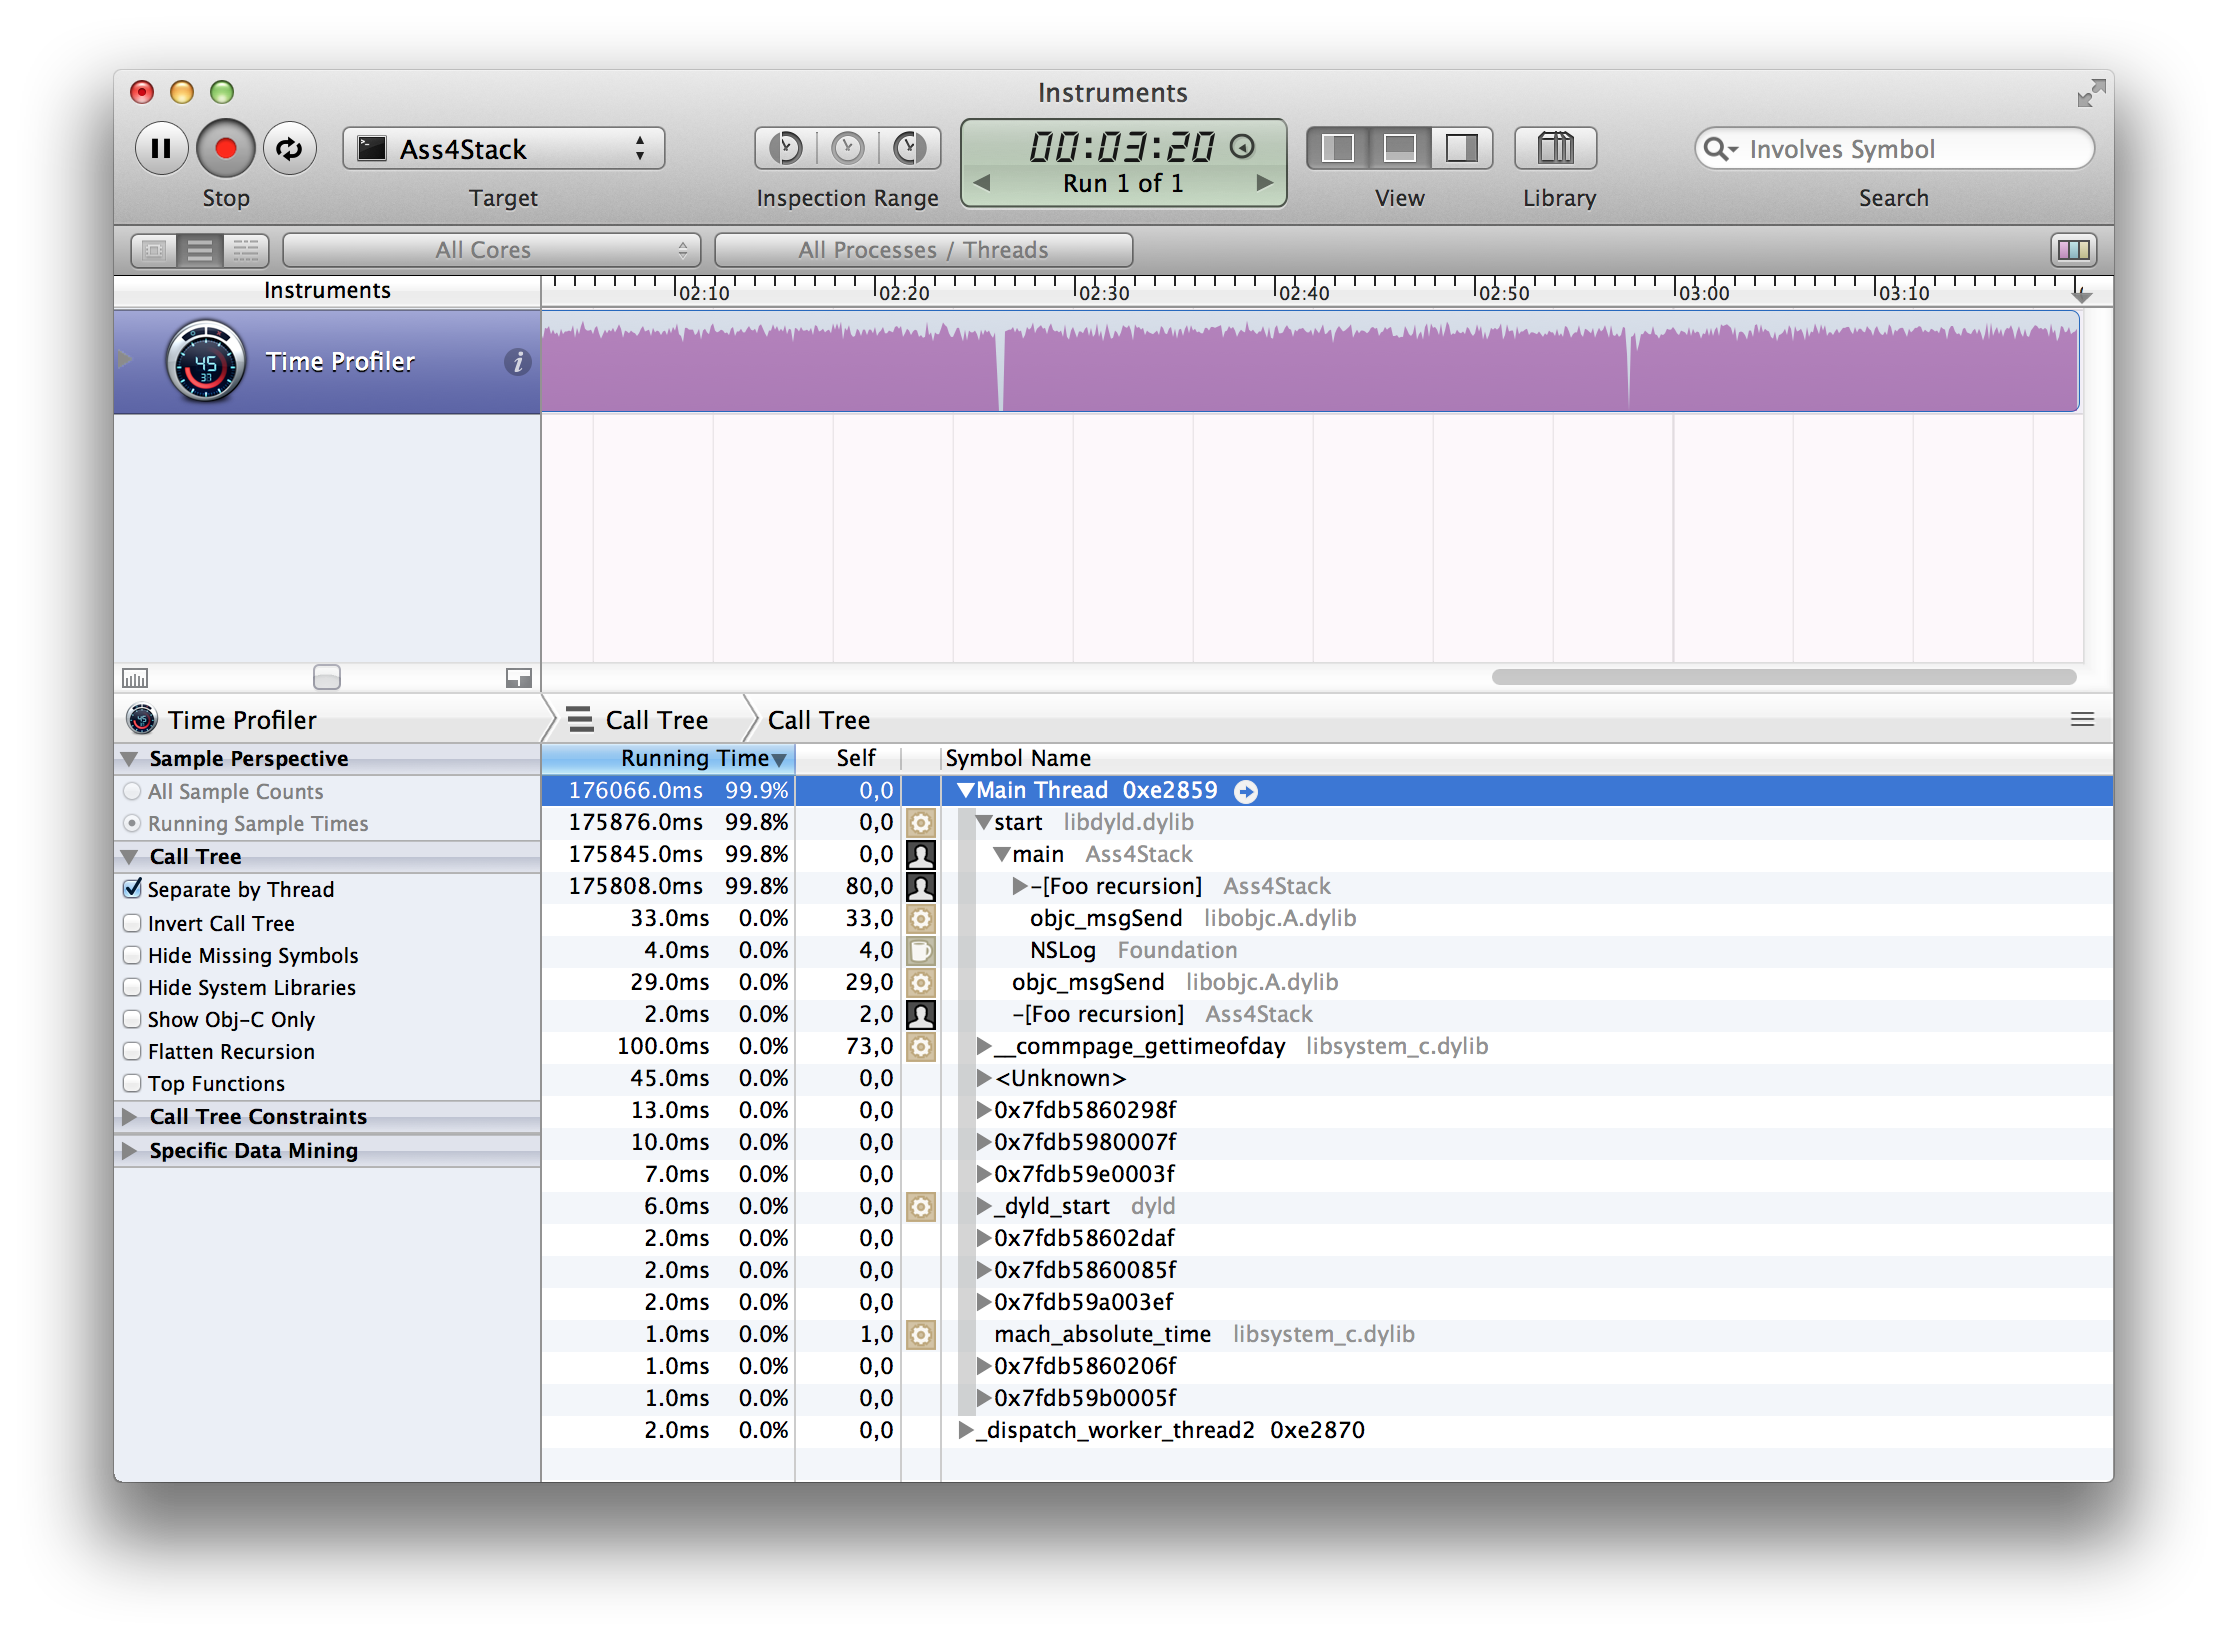 Instruments
Stop
Ass4Stack
Target
Inspection Range
00:03:20
Run 1 of 1
View
Library
Involves Symbol
Search
All Cores
All Processes / Threads
Instruments
02:10 02:20 02:30 02:40 02:50 03:00 03:10
45
37
Time Profiler
i
Time Profiler
Call Tree
Call Tree
Sample Perspective
All Sample Counts
Running Sample Times
Call Tree
Separate by Thread
Invert Call Tree
Hide Missing Symbols
Hide System Libraries
Show Obj-C Only
Flatten Recursion
Top Functions
Call Tree Constraints
Specific Data Mining
Running Time Self Symbol Name
176066.0ms 99.9% 0,0 Main Thread 0xe2859
175876.0ms 99.8% 0,0 start libdyld.dylib
175845.0ms 99.8% 0,0 main Ass4Stack
175808.0ms 99.8% 80,0 -[Foo recursion] Ass4Stack
33.0ms 0.0% 33,0 objc_msgSend libobjc.A.dylib
4.0ms 0.0% 4,0 NSLog Foundation
29.0ms 0.0% 29,0 objc_msgSend libobjc.A.dylib
2.0ms 0.0% 2,0 -[Foo recursion] Ass4Stack
100.0ms 0.0% 73,0 __commpage_gettimeofday libsystem_c.dylib
45.0ms 0.0% 0,0 <Unknown>
13.0ms 0.0% 0,0 0x7fdb5860298f
10.0ms 0.0% 0,0 0x7fdb5980007f
7.0ms 0.0% 0,0 0x7fdb59e0003f
6.0ms 0.0% 0,0 _dyld_start dyld
2.0ms 0.0% 0,0 0x7fdb58602daf
2.0ms 0.0% 0,0 0x7fdb5860085f
2.0ms 0.0% 0,0 0x7fdb59a003ef
1.0ms 0.0% 1,0 mach_absolute_time libsystem_c.dylib
1.0ms 0.0% 0,0 0x7fdb5860206f
1.0ms 0.0% 0,0 0x7fdb59b0005f
2.0ms 0.0% 0,0 _dispatch_worker_thread2 0xe2870